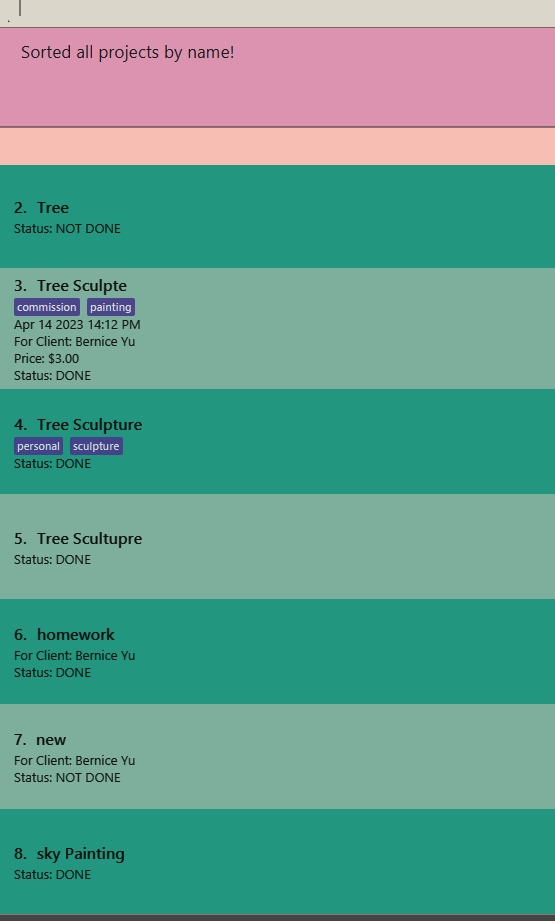 Sorted all projects by name!
2. Tree
Status: NOT DONE
3. Tree Sculpte
commission painting
Apr 14 2023 14:12 PM
For Client: Bernice Yu
Price: $3.00
Status: DONE
4. Tree Sculpture
personal sculpture
Status: DONE
5. Tree Scultupre
Status: DONE
6. homework
For Client: Bernice Yu
Status: DONE
7. new
For Client: Bernice Yu
Status: NOT DONE
8. sky Painting
Status: DONE